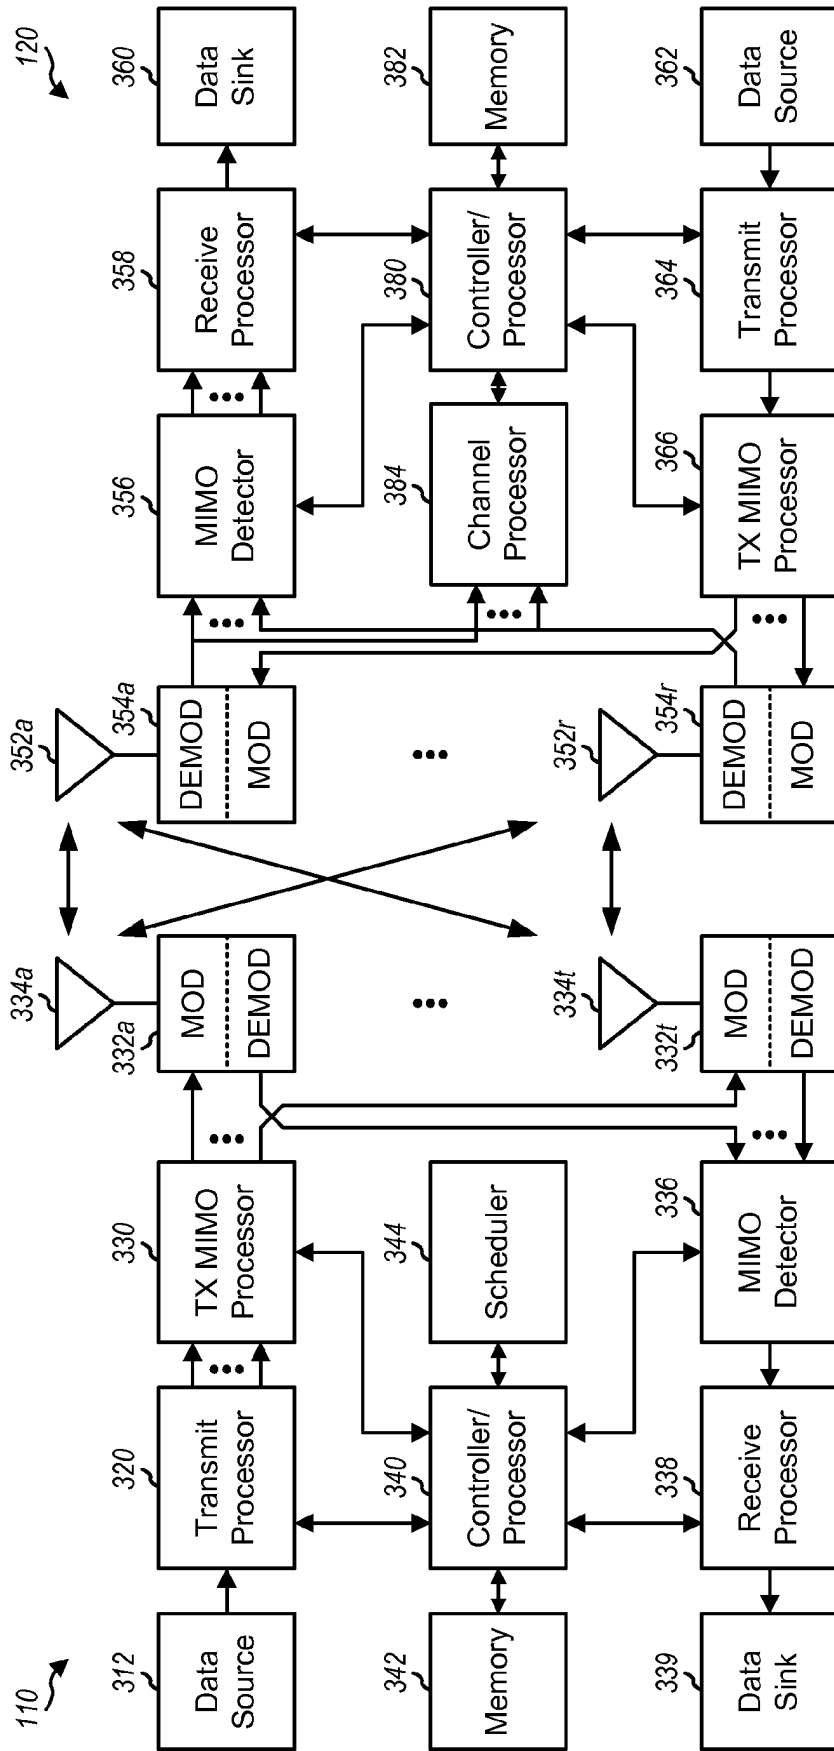 110
120
312
Data
Source
320
Transmit
Processor
330
TX MIMO
Processor
332a
MOD
DEMOD
334a
352a
354a
DEMOD
MOD
356
MIMO
Detector
358
Receive
Processor
360
Data
Sink
342
Memory
340
Controller/
Processor
344
Scheduler
384
Channel
Processor
380
Controller/
Processor
382
Memory
339
Data
Sink
338
Receive
Processor
336
MIMO
Detector
332t
MOD
DEMOD
334t
352r
354r
DEMOD
MOD
366
TX MIMO
Processor
364
Transmit
Processor
362
Data
Source